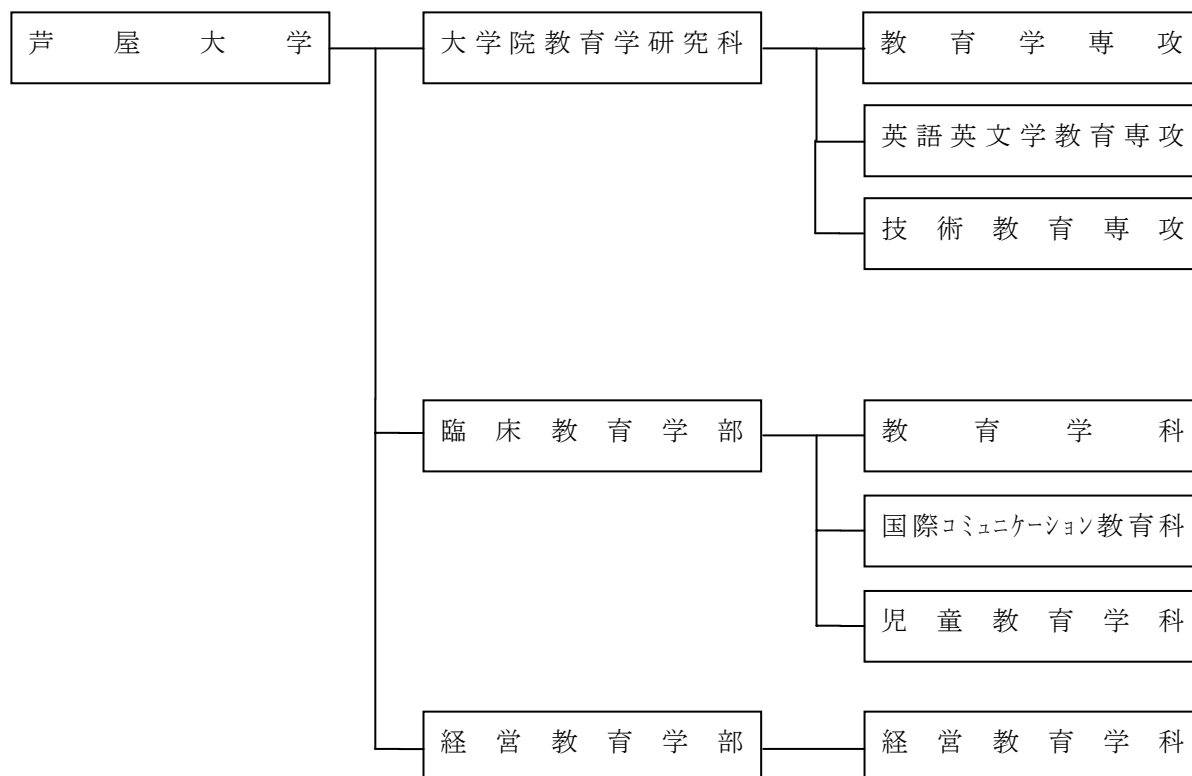 芦屋大学 大学院教育学研究科 教育学専攻
英語英文学教育専攻
技術教育専攻
臨床教育学部 教育学科
国際コミュニケーション教育科
児童教育学科
経営教育学部 経営教育学科